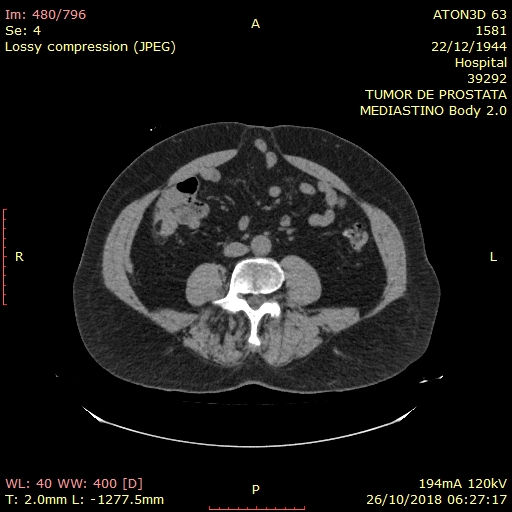 Im: 480/796
Se: 4
Lossy compression (JPEG)
A
ATON3D 63
1581
22/12/1944
Hospital
39292
TUMOR DE PROSTATA
MEDIASTINO Body 2.0
R
L
WL: 40 WW: 400 [D]
T: 2.0mm L: -1277.5mm
P
194mA 120kV
26/10/2018 06:27:17